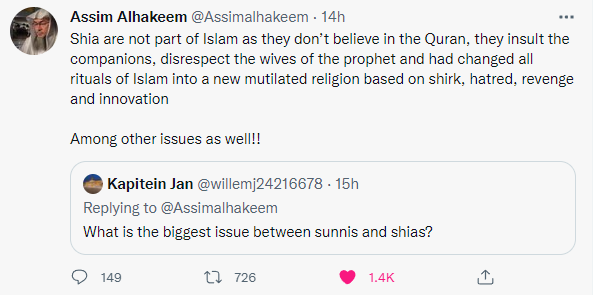 Assim Alhakeem @Assimalhakeem · 14h
Shia are not part of Islam as they don't believe in the Quran, they insult the
companions, disrespect the wives of the prophet and had changed all
rituals of Islam into a new mutilated religion based on shirk, hatred, revenge
and innovation
Among other issues as well!!
Kapitein Jan @willemj24216678 · 15h
Replying to @Assimalhakeem
What is the biggest issue between sunnis and shias?
149 726 1.4K